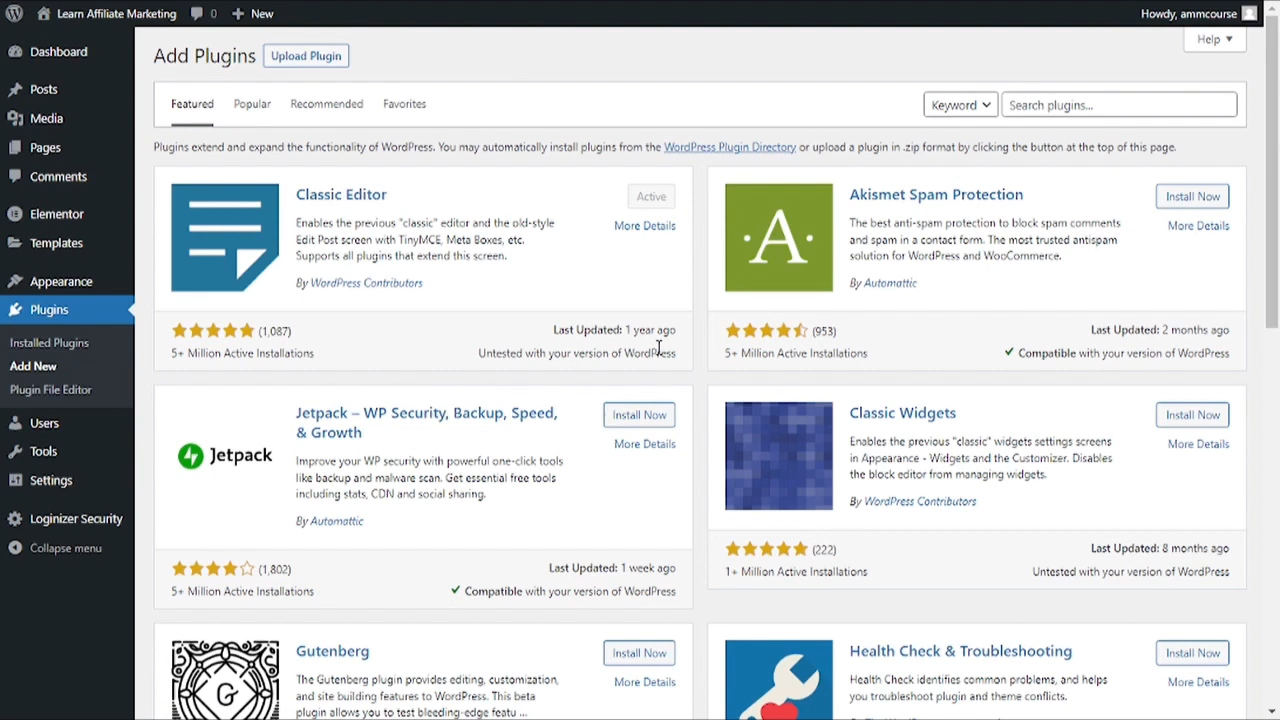 Learn Affiliate Marketing 0 New Howdy, ammcourse
Dashboard
Posts
Media
Pages
Comments
Elementor
Templates
Appearance
Plugins
Installed Plugins
Add New
Plugin File Editor
Users
Tools
Settings
Loginizer Security
Collapse menu
Help
Add Plugins Upload Plugin
Featured Popular Recommended Favorites Keyword Search plugins...
Plugins extend and expand the functionality of WordPress. You may automatically install plugins from the WordPress Plugin Directory or upload a plugin in .zip format by clicking the button at the top of this page.
Classic Editor Active
More Details
Enables the previous "classic" editor and the old-style
Edit Post screen with TinyMCE, Meta Boxes, etc.
Supports all plugins that extend this screen.
By WordPress Contributors
(1,087) Last Updated: 1 year ago
5+ Million Active Installations Untested with your version of WordPress
A
Akismet Spam Protection Install Now
More Details
The best anti-spam protection to block spam comments
and spam in a contact form. The most trusted antispam
solution for WordPress and WooCommerce.
By Automattic
(953) Last Updated: 2 months ago
5+ Million Active Installations Compatible with your version of WordPress
Jetpack
Jetpack – WP Security, Backup, Speed,
& Growth
Install Now
More Details
Improve your WP security with powerful one-click tools
like backup and malware scan. Get essential free tools
including stats, CDN and social sharing.
By Automattic
(1,802) Last Updated: 1 week ago
5+ Million Active Installations Compatible with your version of WordPress
Classic Widgets Install Now
More Details
Enables the previous "classic" widgets settings screens
in Appearance - Widgets and the Customizer. Disables
the block editor from managing widgets.
By WordPress Contributors
(222) Last Updated: 8 months ago
1+ Million Active Installations Untested with your version of WordPress
G
Gutenberg Install Now
More Details
The Gutenberg plugin provides editing, customization,
and site building features to WordPress. This beta
plugin allows you to test bleeding-edge featu ...
Health Check & Troubleshooting Install Now
More Details
Health Check identifies common problems, and helps
you troubleshoot plugin and theme conflicts.